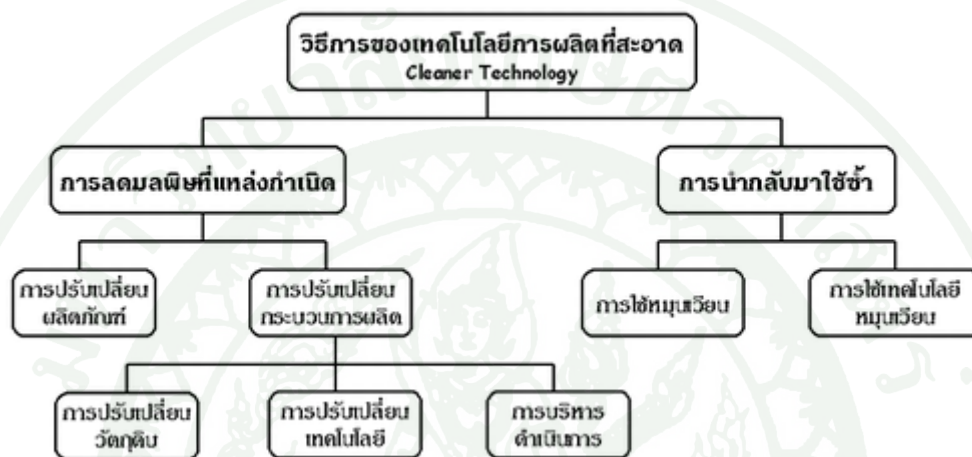 วิธีการของเทคโนโลยีการผลิตที่สะอาด
Cleaner Technology
การลดมลพิษที่แหล่งกำเนิด
การนำกลับมาใช้ซ้ำ
การปรับเปลี่ยน
ผลิตภัณฑ์
การปรับเปลี่ยน
กระบวนการผลิต
การใช้หมุนเวียน
การใช้เทคโนโลยี
หมุนเวียน
การปรับเปลี่ยน
วัตถุดิบ
การปรับเปลี่ยน
เทคโนโลยี
การบริหาร
ดำเนินการ